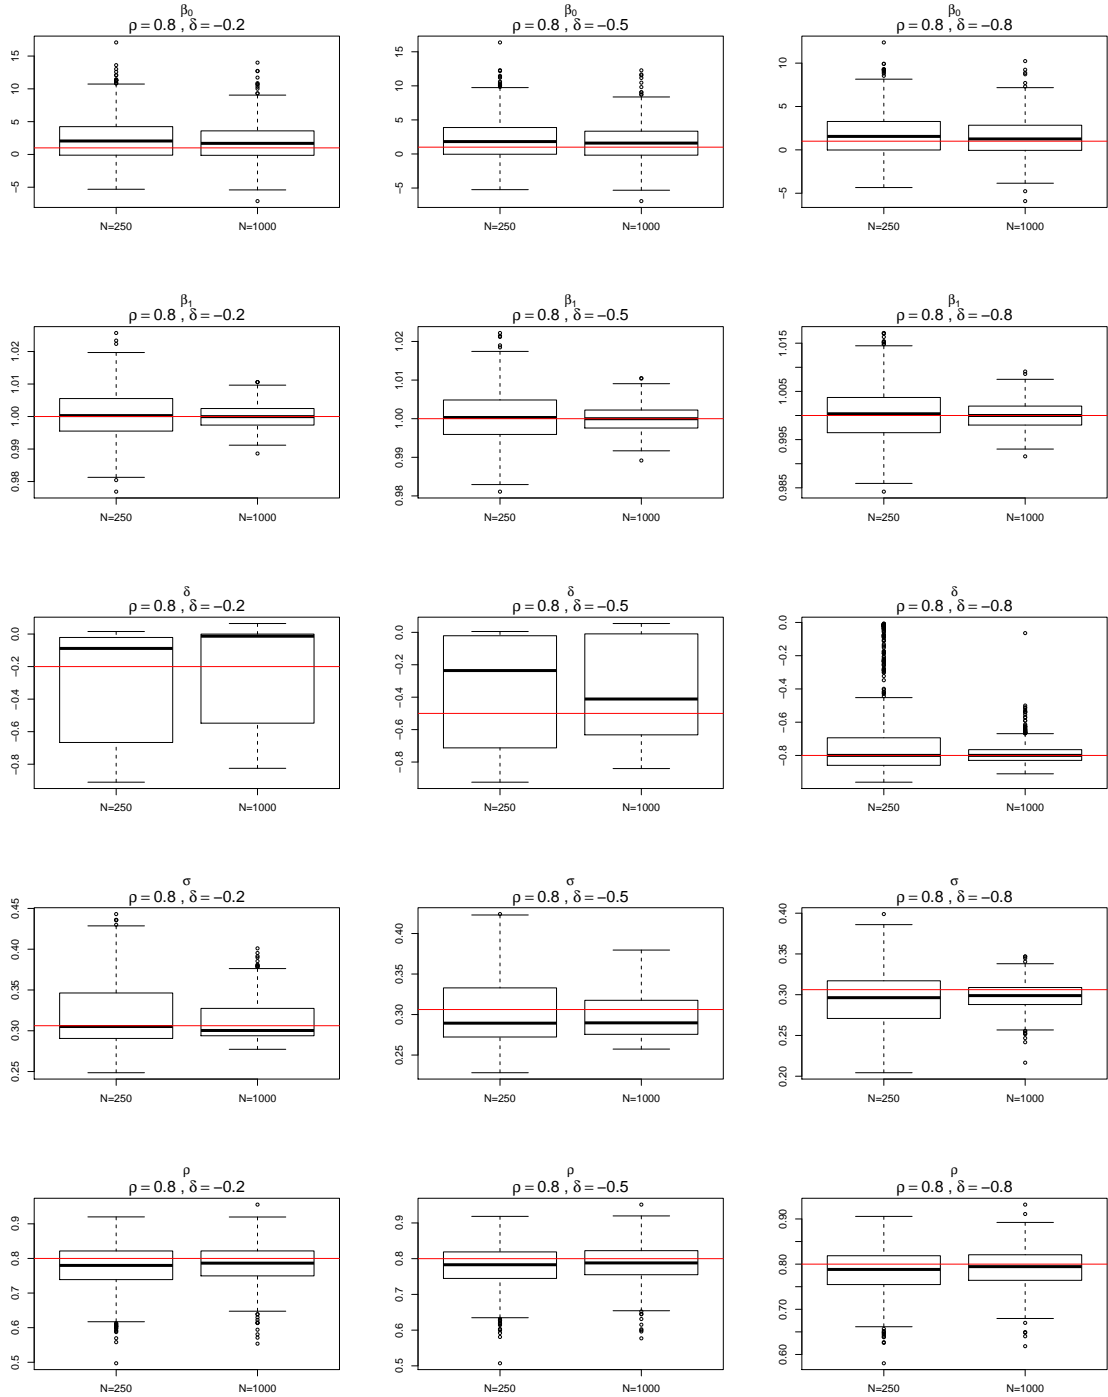 β₀ β₀ β₀
ρ = 0.8 , δ = −0.2 ρ = 0.8 , δ = −0.5 ρ = 0.8 , δ = −0.8
15 10 5 0 −5
15 10 5 0 −5
10 5 0 −5
N=250 N=1000 N=250 N=1000 N=250 N=1000
β₁ β₁ β₁
ρ = 0.8 , δ = −0.2 ρ = 0.8 , δ = −0.5 ρ = 0.8 , δ = −0.8
1.02 1.01 1.00 0.99 0.98
1.02 1.01 1.00 0.99 0.98
1.015 1.005 0.995 0.985
N=250 N=1000 N=250 N=1000 N=250 N=1000
δ δ δ
ρ = 0.8 , δ = −0.2 ρ = 0.8 , δ = −0.5 ρ = 0.8 , δ = −0.8
0.0 −0.2 −0.4 −0.6 −0.8
0.0 −0.2 −0.4 −0.6 −0.8
0.0 −0.2 −0.4 −0.6 −0.8
N=250 N=1000 N=250 N=1000 N=250 N=1000
σ σ σ
ρ = 0.8 , δ = −0.2 ρ = 0.8 , δ = −0.5 ρ = 0.8 , δ = −0.8
0.45 0.40 0.35 0.30 0.25
0.40 0.35 0.30 0.25
0.40 0.35 0.30 0.25 0.20
N=250 N=1000 N=250 N=1000 N=250 N=1000
ρ ρ ρ
ρ = 0.8 , δ = −0.2 ρ = 0.8 , δ = −0.5 ρ = 0.8 , δ = −0.8
0.9 0.8 0.7 0.6 0.5
0.9 0.8 0.7 0.6 0.5
0.90 0.80 0.70 0.60
N=250 N=1000 N=250 N=1000 N=250 N=1000